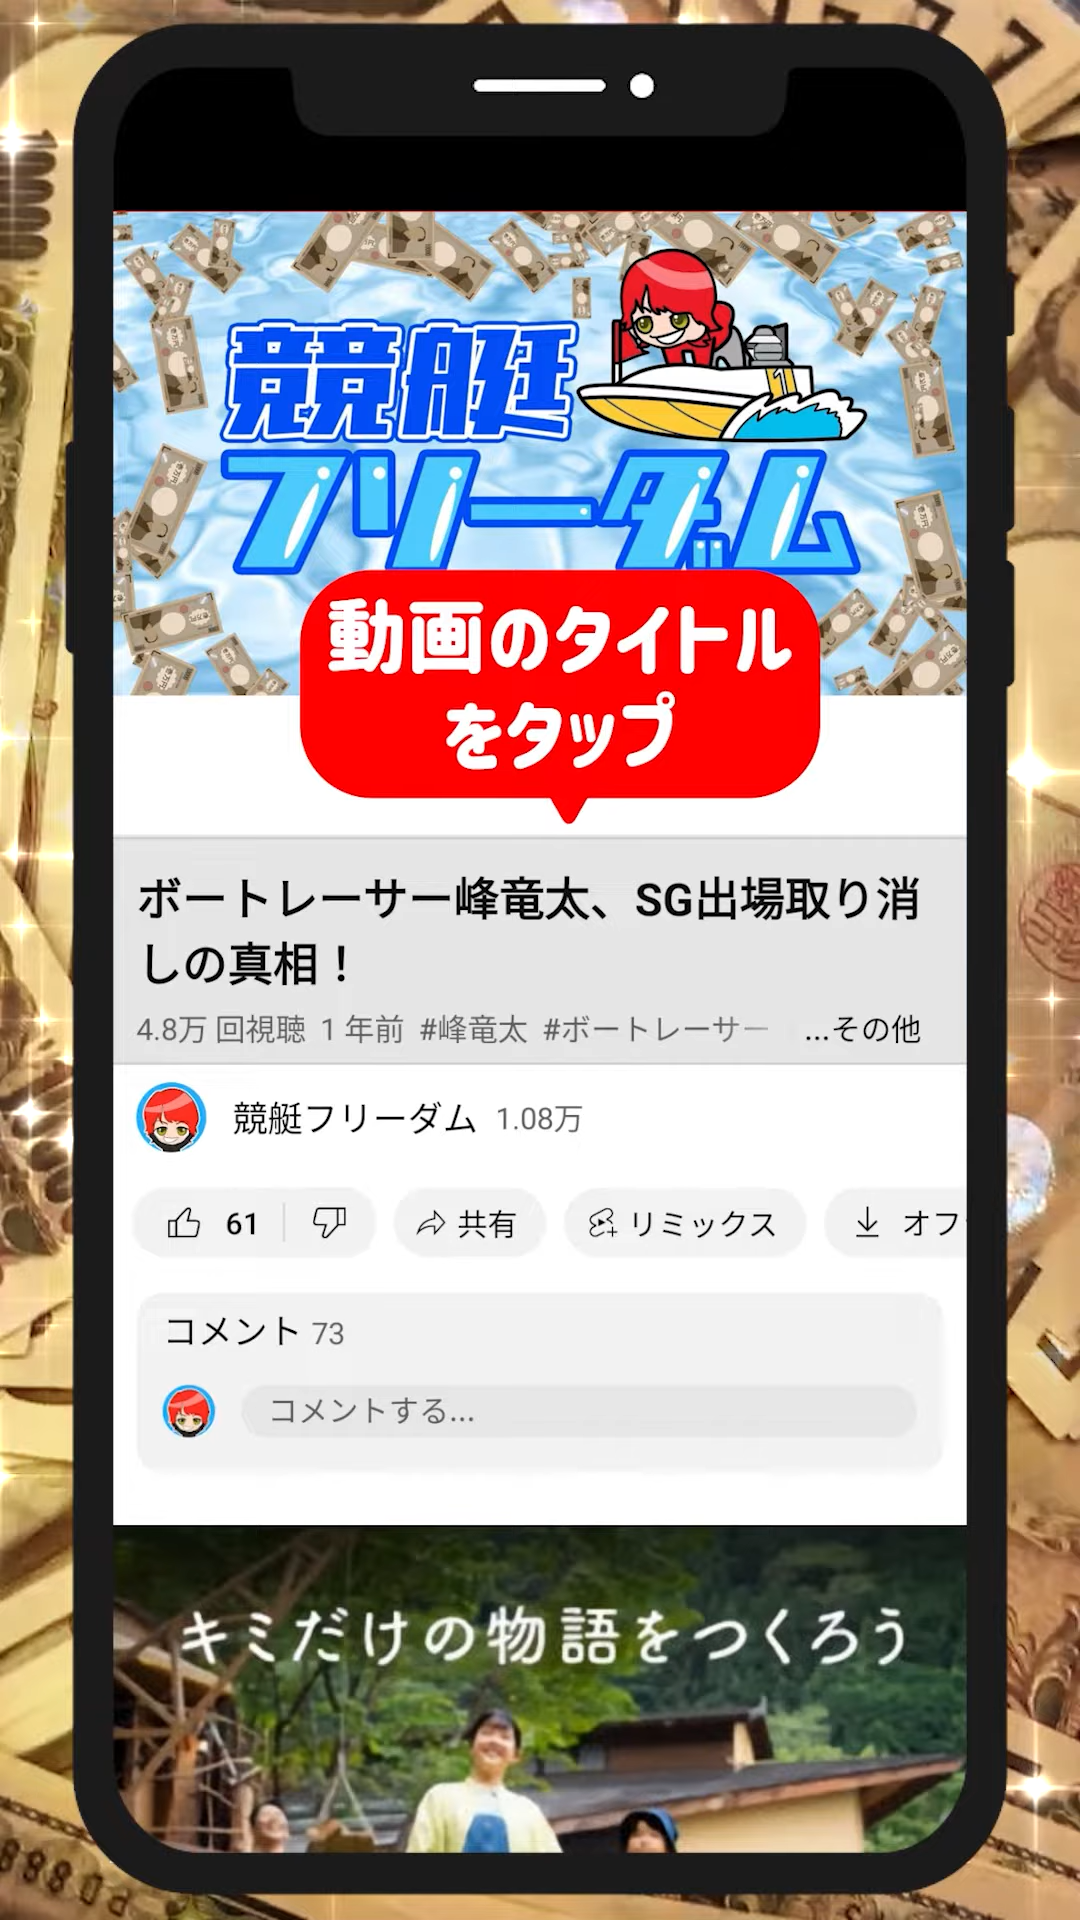 競艇
フリーダム
動画のタイトル
をタップ
ボートレーサー峰竜太、SG出場取り消
しの真相！
4.8万 回視聴 1 年前 #峰竜太 #ボートレーサー ...その他
競艇フリーダム 1.08万
61 共有 リミックス オフ
コメント 73
コメントする...
キミだけの物語をつくろう